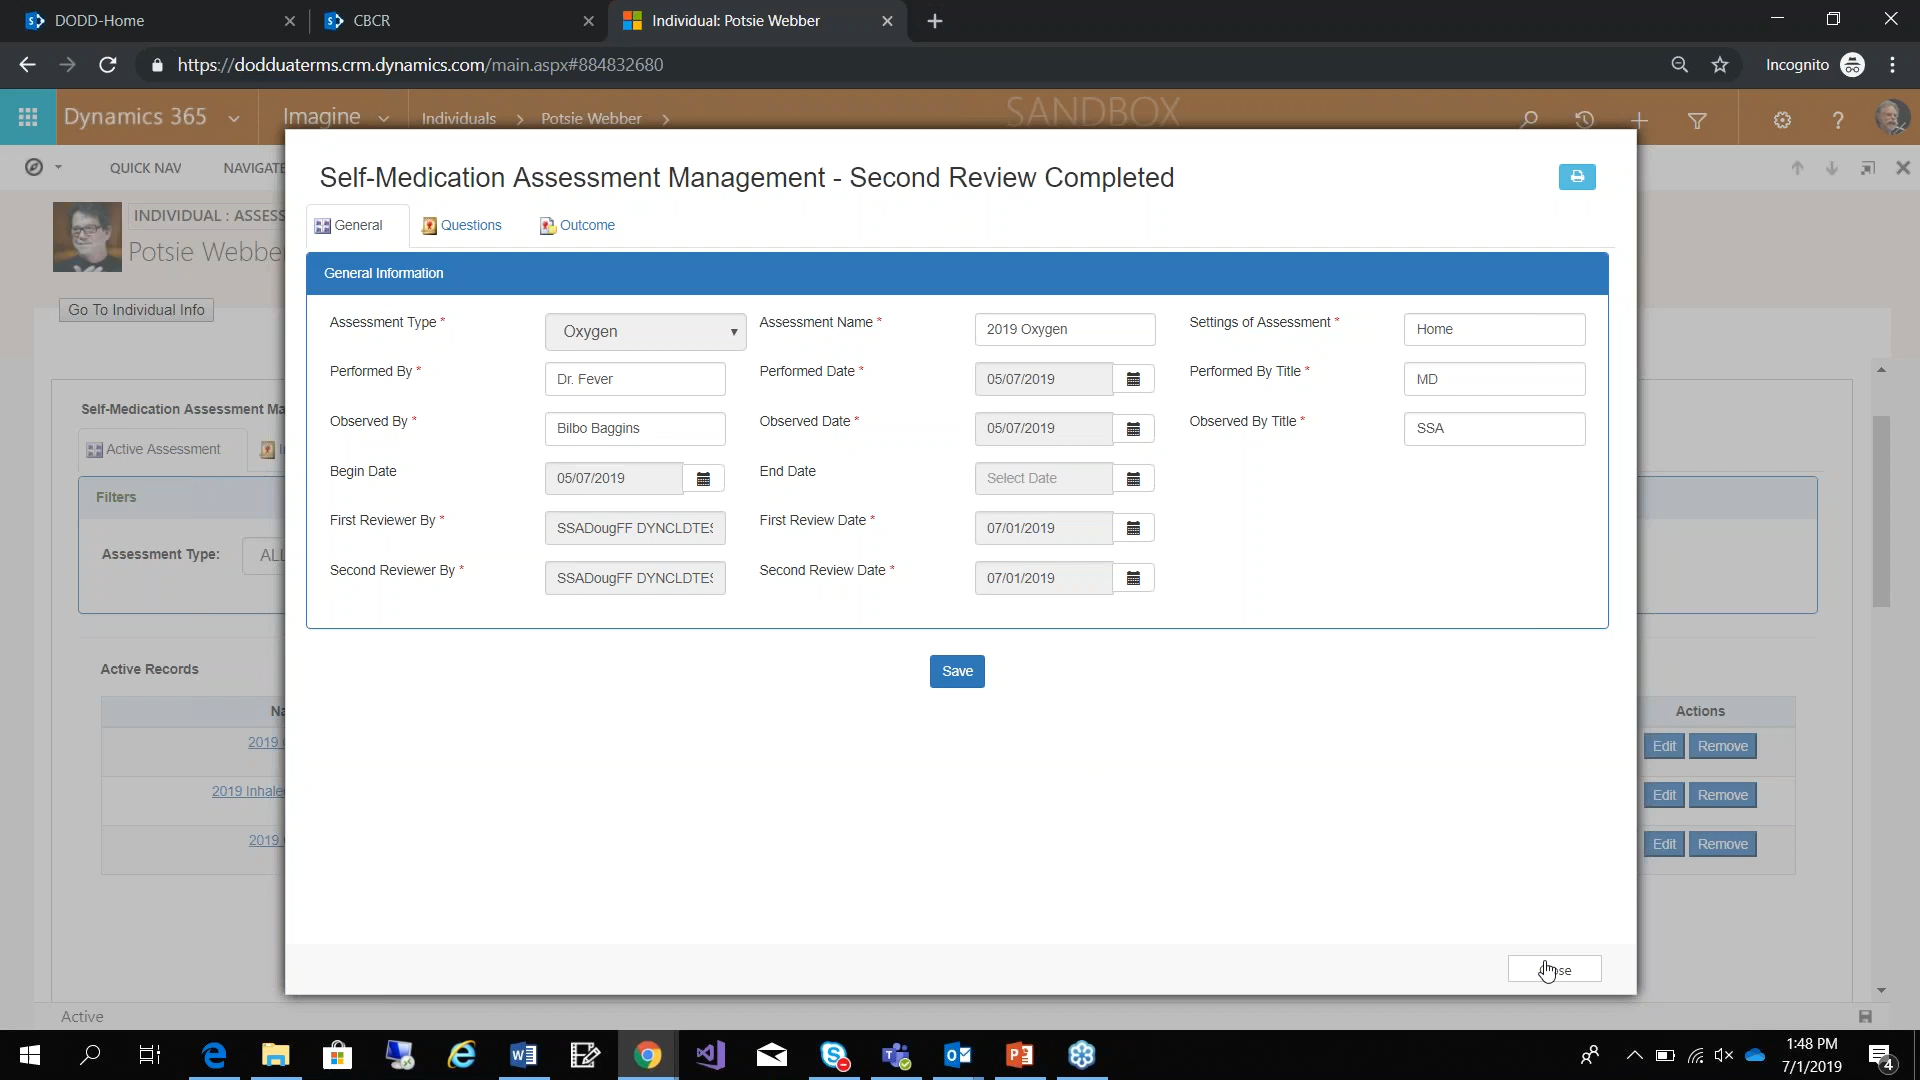 DODD-Home
CBCR
Individual: Potsie Webber
https://dodduaterms.crm.dynamics.com/main.aspx#884832680
Incognito
Dynamics 365
Imagine
Individuals
Potsie Webber
SANDBOX
QUICK NAV
NAVIGATE
INDIVIDUAL : ASSESS
Potsie Webbe
Go To Individual Info
Self-Medication Assessment Management - Second Review Completed
General
Questions
Outcome
General Information
Assessment Type *
Oxygen
Assessment Name *
2019 Oxygen
Settings of Assessment *
Home
Performed By *
Dr. Fever
Performed Date *
05/07/2019
Performed By Title *
MD
Observed By *
Bilbo Baggins
Observed Date *
05/07/2019
Observed By Title *
SSA
Begin Date
05/07/2019
End Date
Select Date
First Reviewer By *
SSADougFF DYNCLDTES
First Review Date *
07/01/2019
Second Reviewer By *
SSADougFF DYNCLDTES
Second Review Date *
07/01/2019
Save
Self-Medication Assessment Ma
Active Assessment
Filters
Assessment Type:
ALL
Active Records
Na
Actions
2019
Edit Remove
2019 Inhale
Edit Remove
2019
Edit Remove
Active
1:48 PM
7/1/2019
4